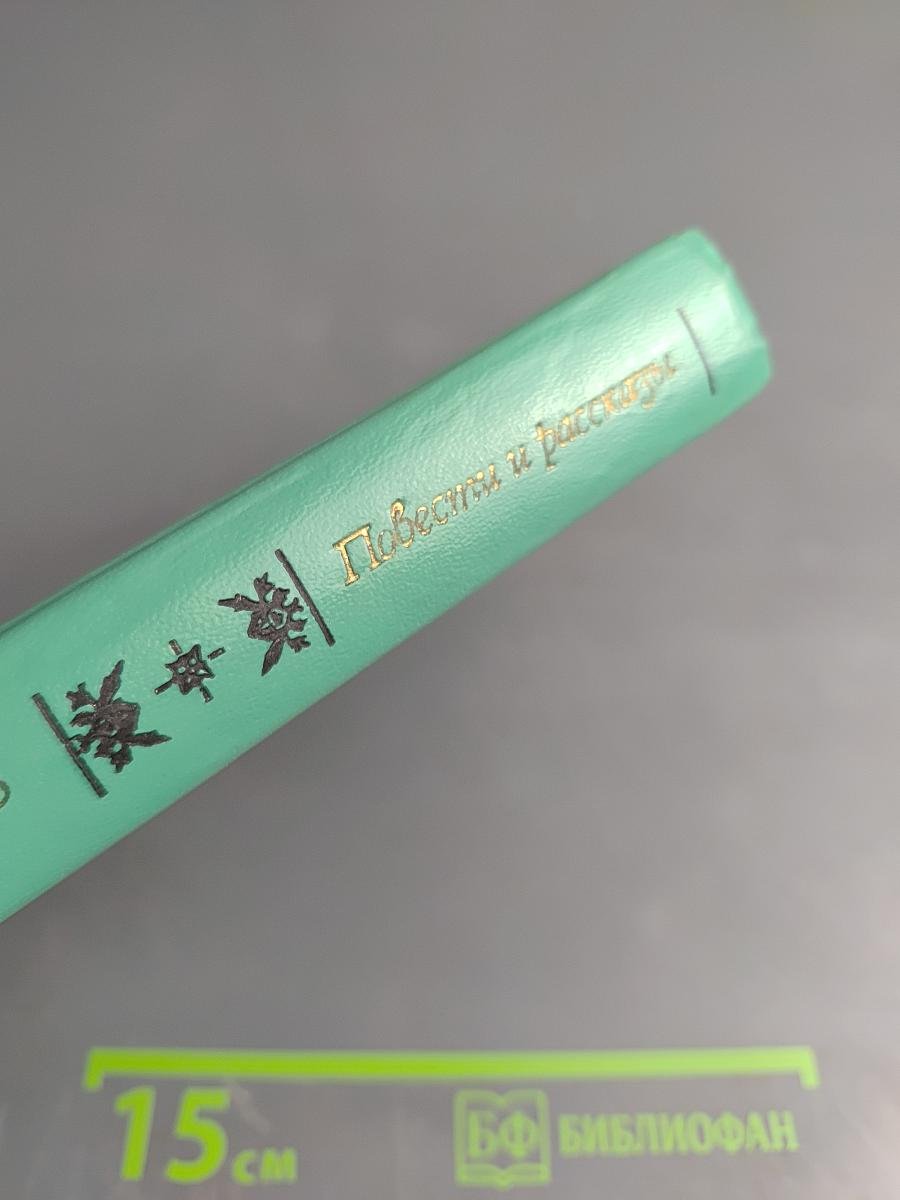 Повести и рассказы
15 см
БФ БИБЛИОФАН